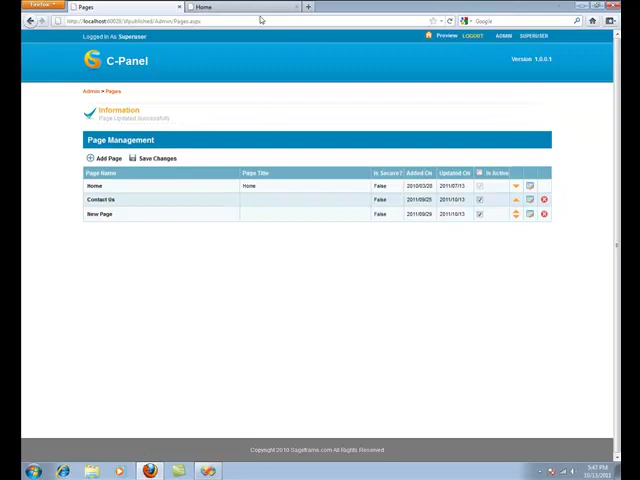 Firefox
Pages
Home
http://localhost:60028/sfpublished/Admin/Pages.aspx
Google
Logged In As Superuser
Preview LOGOUT ADMIN SUPERUSER
C-Panel
Version 1.0.0.1
Admin > Pages
Information
Page Updated Successfully
Page Management
Add Page Save Changes
Page Name Page Title Is Secure? Added On Updated On Is Active
Home Home False 2010/03/28 2011/07/13
Contact Us False 2011/09/25 2011/10/13
New Page False 2011/09/29 2011/10/13
Copyright 2010 Sageframe.com All Rights Reserved
5:47 PM
10/13/2011